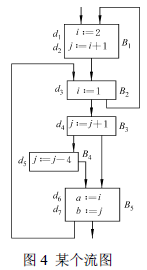 d₁ i:=2
d₂ j:=i+1 B₁
d₃ i:=1 B₂
d₄ j:=j+1 B₃
d₅ j:=j-4 B₄
d₆ a:=i
d₇ b:=j B₅
图 4 某个流图